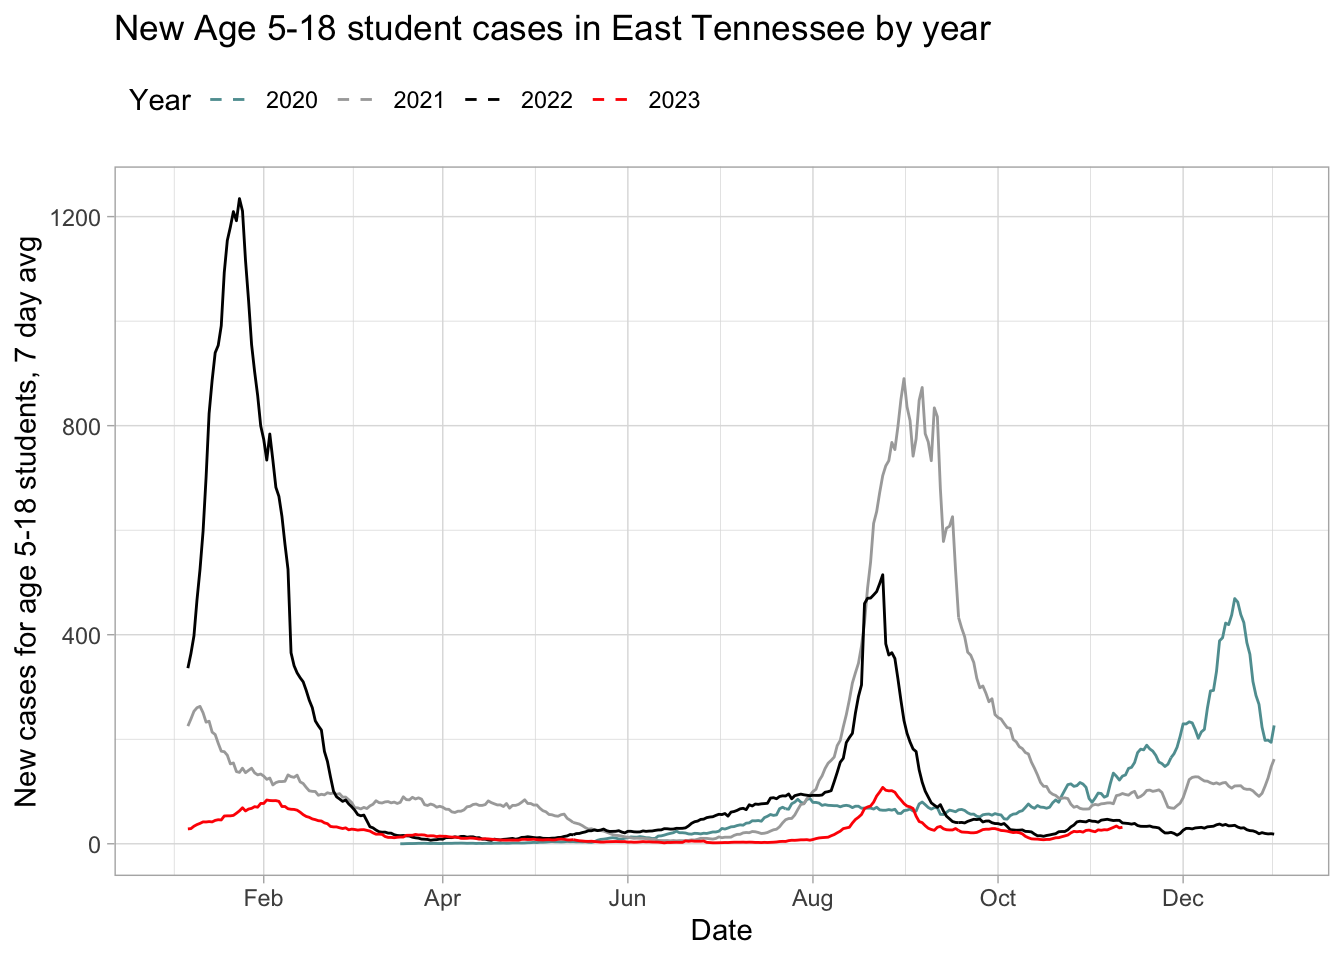 New Age 5-18 student cases in East Tennessee by year
Year 2020 2021 2022 2023
New cases for age 5-18 students, 7 day avg
1200
800
400
0
Feb Apr Jun Aug Oct Dec
Date